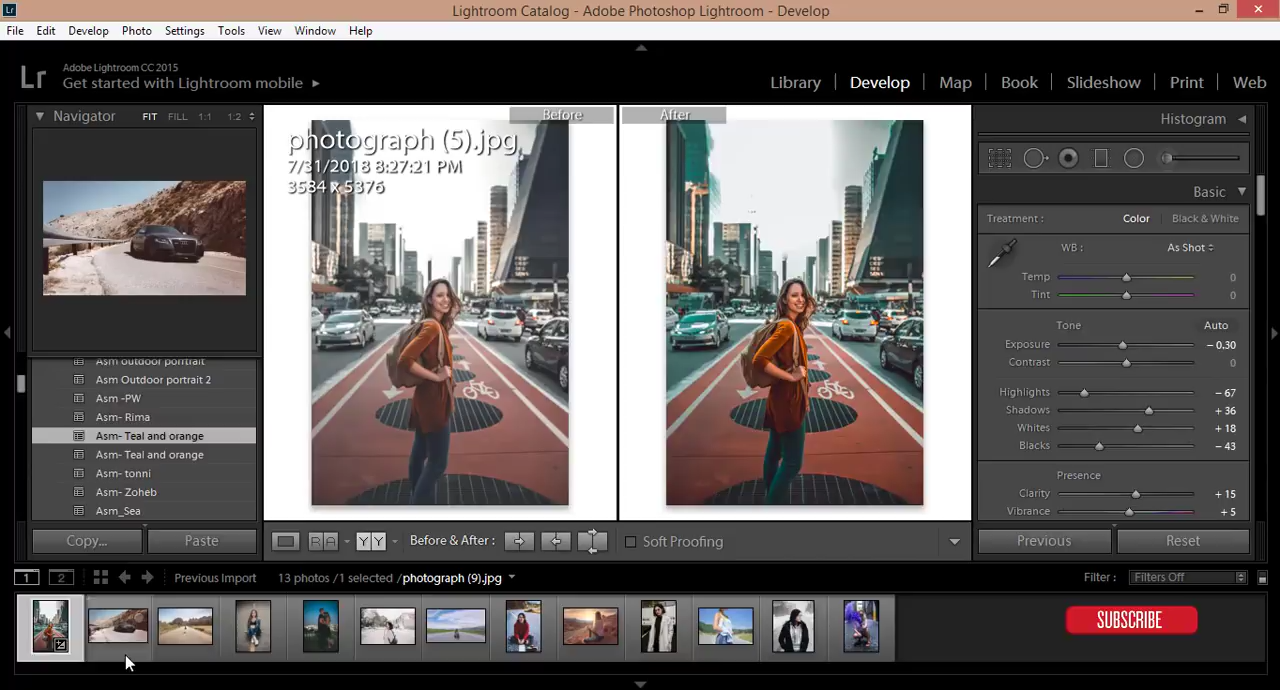 Lr
Lightroom Catalog - Adobe Photoshop Lightroom - Develop
File Edit Develop Photo Settings Tools View Window Help
Lr
Adobe Lightroom CC 2015
Get started with Lightroom mobile
Library Develop Map Book Slideshow Print Web
Navigator FIT FILL 1:1 1:2
Asm outdoor portrait
Asm Outdoor portrait 2
Asm -PW
Asm- Rima
Asm- Teal and orange
Asm- Teal and orange
Asm- tonni
Asm- Zoheb
Asm_Sea
Copy... Paste
Before After
photograph (5).jpg
7/31/2018 8:27:21 PM
3584 x 5376
Histogram
Basic
Treatment : Color Black & White
WB : As Shot
Temp 0
Tint 0
Tone Auto
Exposure - 0.30
Contrast 0
Highlights - 67
Shadows + 36
Whites + 18
Blacks - 43
Presence
Clarity + 15
Vibrance + 5
RA YY Before & After : Soft Proofing
Previous Reset
1 2 Previous Import 13 photos /1 selected /photograph (9).jpg
Filter : Filters Off
SUBSCRIBE